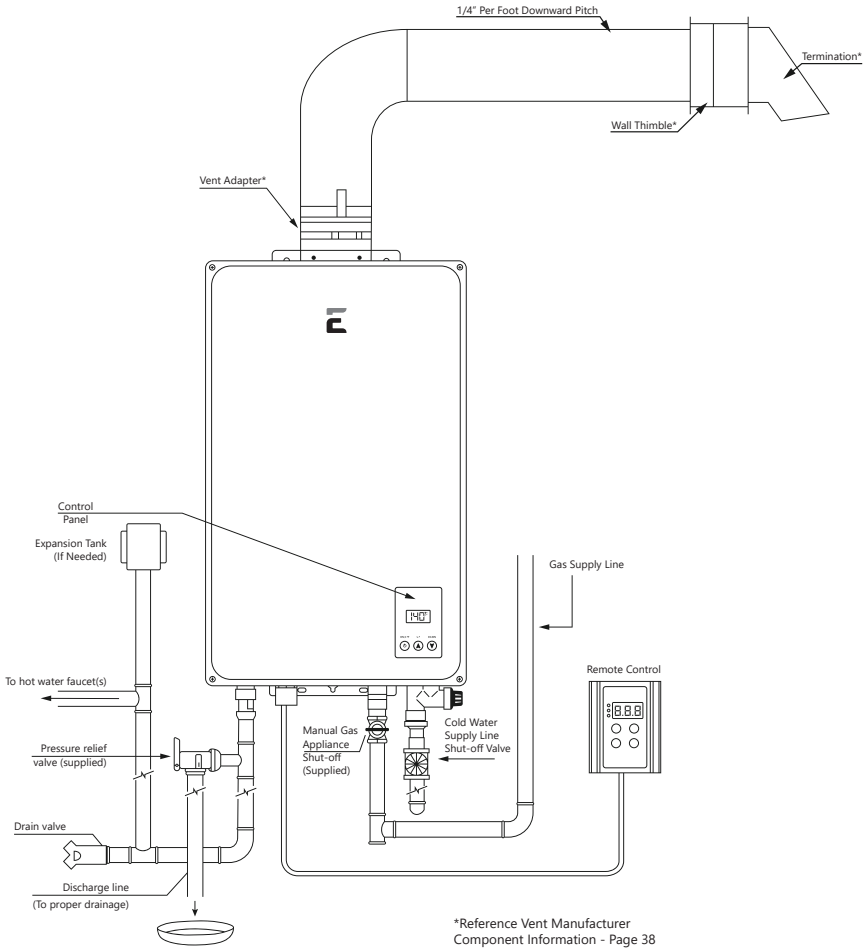 1/4" Per Foot Downward Pitch
Termination*
Wall Thimble*
Vent Adapter*
E
Control
Panel
Expansion Tank
(If Needed)
Gas Supply Line
140°F
To hot water faucet(s)
Remote Control
8.8.8
Manual Gas
Appliance
Shut-off
(Supplied)
Cold Water
Supply Line
Shut-off Valve
Pressure relief
valve (supplied)
Drain valve
Discharge line
(To proper drainage)
*Reference Vent Manufacturer
Component Information - Page 38